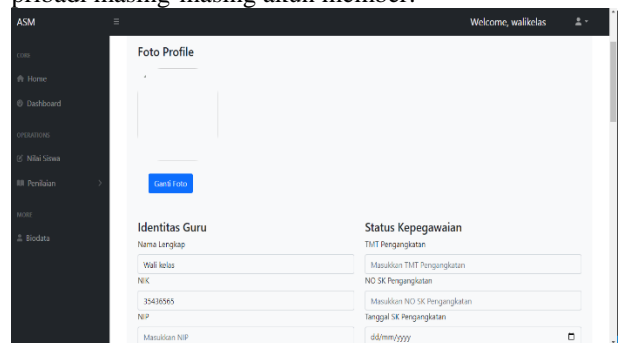 pribadi masing-masing akun member.
ASM
Welcome, walikelas
CORE
Home
Dashboard
OPERATIONS
Nilai Siswa
Penilaian
MORE
Biodata
Foto Profile
Ganti Foto
Identitas Guru
Nama Lengkap
Wali kelas
NIK
35436565
NIP
Masukkan NIP
Status Kepegawaian
TMT Pengangkatan
Masukkan TMT Pengangkatan
NO SK Pengangkatan
Masukkan NO SK Pengangkatan
Tanggal SK Pengangkatan
dd/mm/yyyy